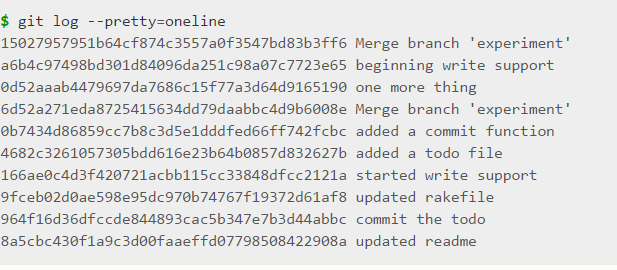 $ git log --pretty=oneline
15027957951b64cf874c3557a0f3547bd83b3ff6 Merge branch 'experiment'
a6b4c97498bd301d84096da251c98a07c7723e65 beginning write support
0d52aaab4479697da7686c15f77a3d64d9165190 one more thing
6d52a271eda8725415634dd79daabbc4d9b6008e Merge branch 'experiment'
0b7434d86859cc7b8c3d5e1dddfed66ff742fcbc added a commit function
4682c3261057305bdd616e23b64b0857d832627b added a todo file
166ae0c4d3f420721acbb115cc33848dfcc2121a started write support
9fceb02d0ae598e95dc970b74767f19372d61af8 updated rakefile
964f16d36dfccde844893cac5b347e7b3d44abbc commit the todo
8a5cbc430f1a9c3d00faaeffd07798508422908a updated readme